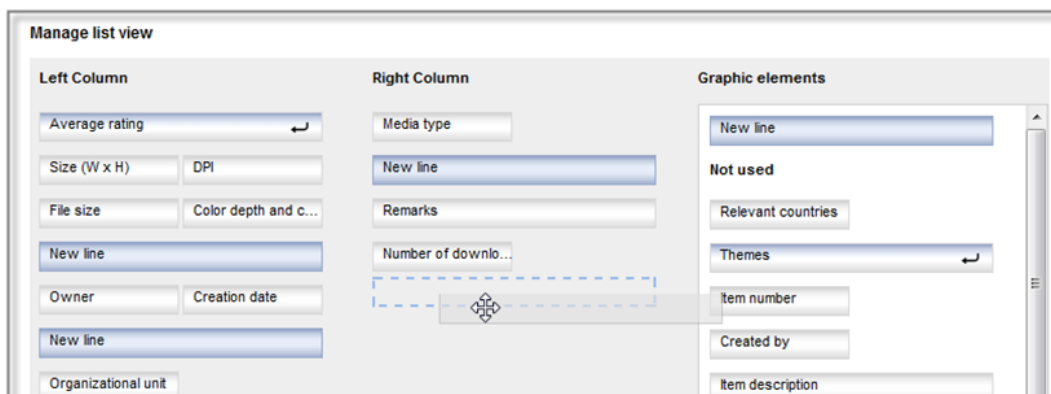 Manage list view
Left Column
Average rating
Size (W x H)
DPI
File size
Color depth and c...
New line
Owner
Creation date
New line
Organizational unit
Right Column
Media type
New line
Remarks
Number of downlo...
Graphic elements
New line
Not used
Relevant countries
Themes
Item number
Created by
Item description